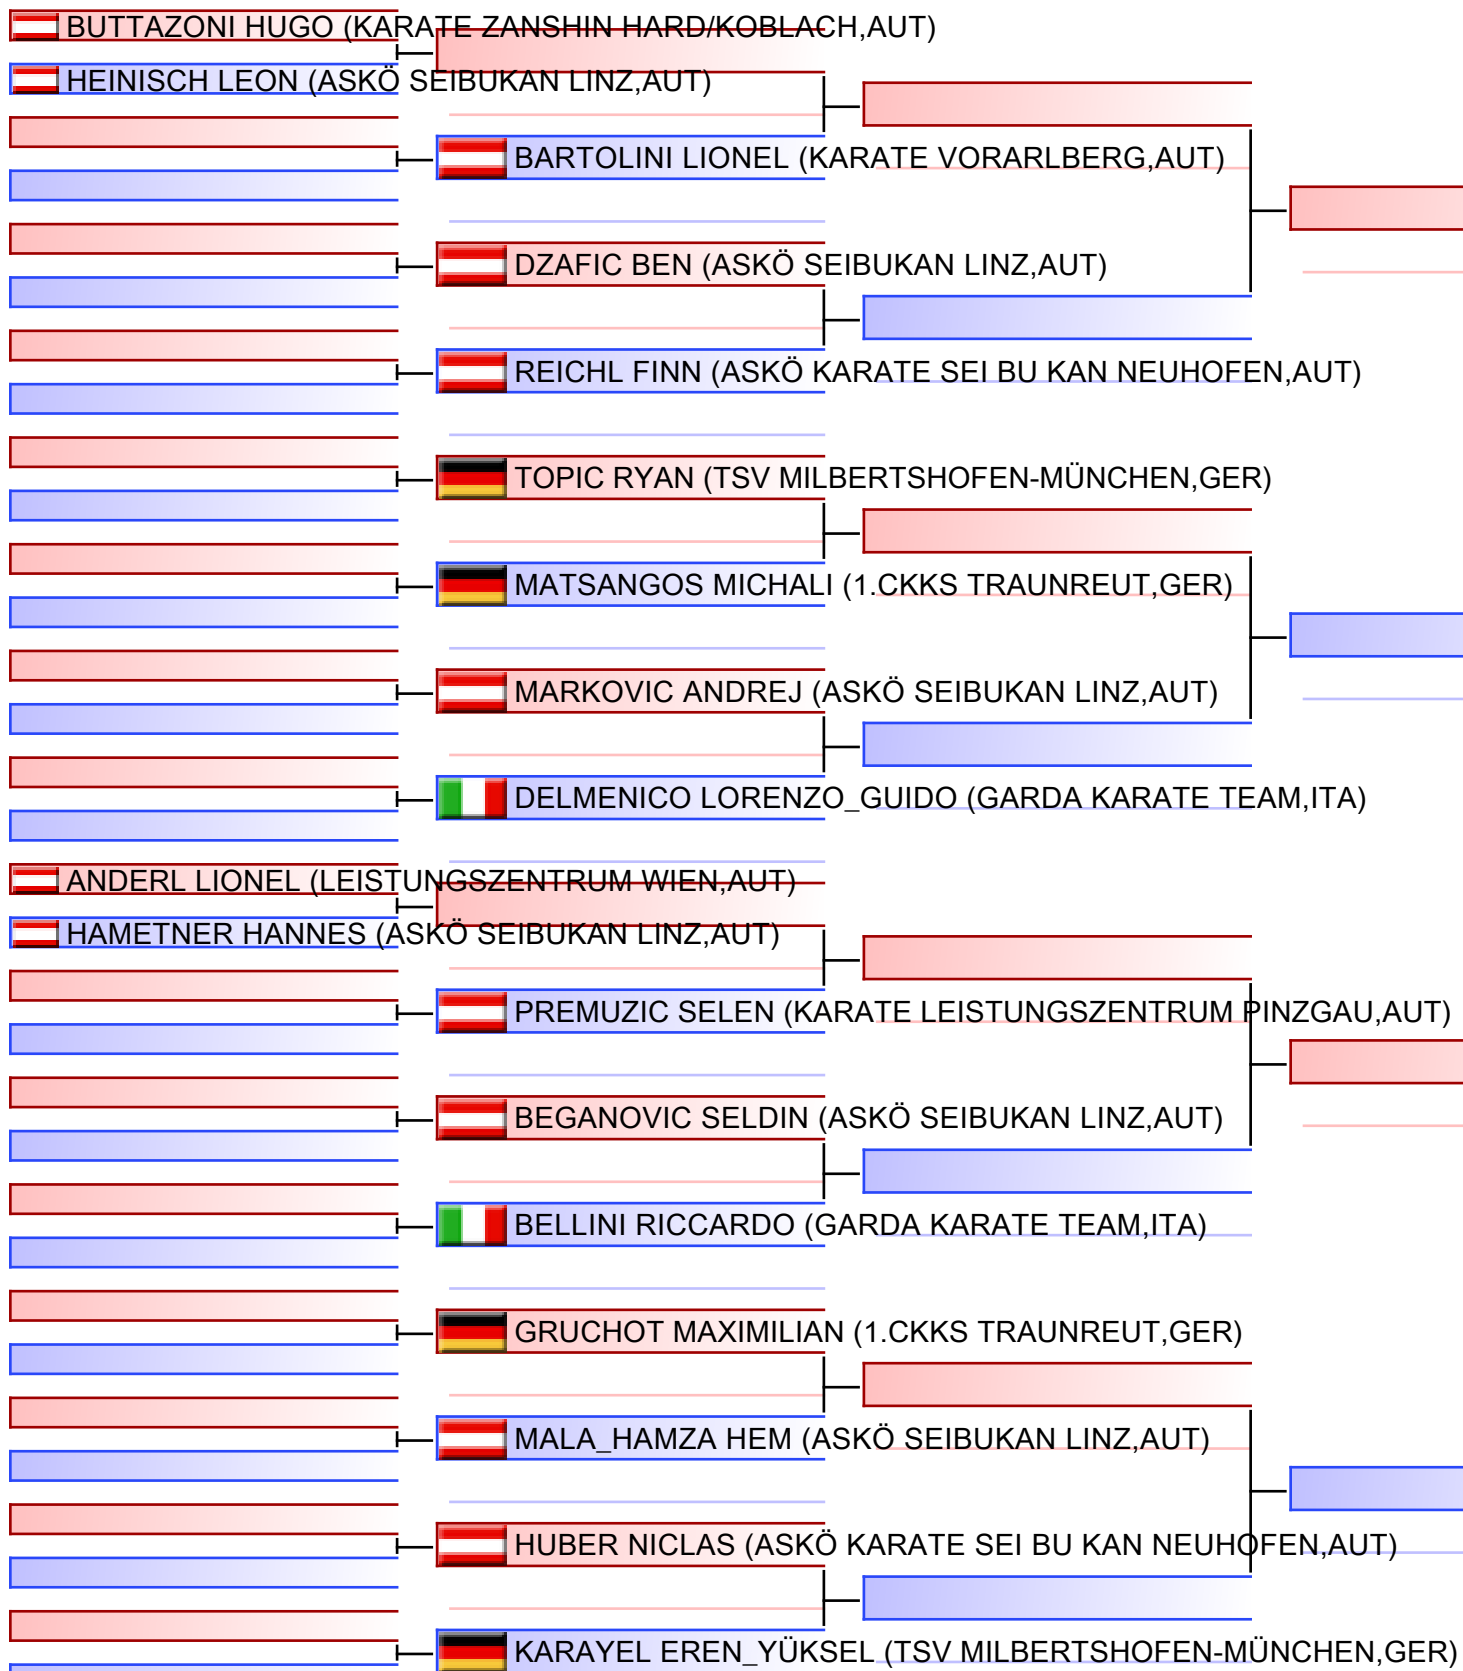 BUTTAZONI HUGO (KARATE ZANSHIN HARD/KOBLACH,AUT)
HEINISCH LEON (ASKÖ SEIBUKAN LINZ,AUT)
BARTOLINI LIONEL (KARATE VORARLBERG,AUT)
DZAFIC BEN (ASKÖ SEIBUKAN LINZ,AUT)
REICHL FINN (ASKÖ KARATE SEI BU KAN NEUHOFEN,AUT)
TOPIC RYAN (TSV MILBERTSHOFEN-MÜNCHEN,GER)
MATSANGOS MICHALI (1.CKKS TRAUNREUT,GER)
MARKOVIC ANDREJ (ASKÖ SEIBUKAN LINZ,AUT)
DELMENICO LORENZO_GUIDO (GARDA KARATE TEAM,ITA)
ANDERL LIONEL (LEISTUNGSZENTRUM WIEN,AUT)
HAMETNER HANNES (ASKÖ SEIBUKAN LINZ,AUT)
PREMUZIC SELEN (KARATE LEISTUNGSZENTRUM PINZGAU,AUT)
BEGANOVIC SELDIN (ASKÖ SEIBUKAN LINZ,AUT)
BELLINI RICCARDO (GARDA KARATE TEAM,ITA)
GRUCHOT MAXIMILIAN (1.CKKS TRAUNREUT,GER)
MALA_HAMZA HEM (ASKÖ SEIBUKAN LINZ,AUT)
HUBER NICLAS (ASKÖ KARATE SEI BU KAN NEUHOFEN,AUT)
KARAYEL EREN_YÜKSEL (TSV MILBERTSHOFEN-MÜNCHEN,GER)